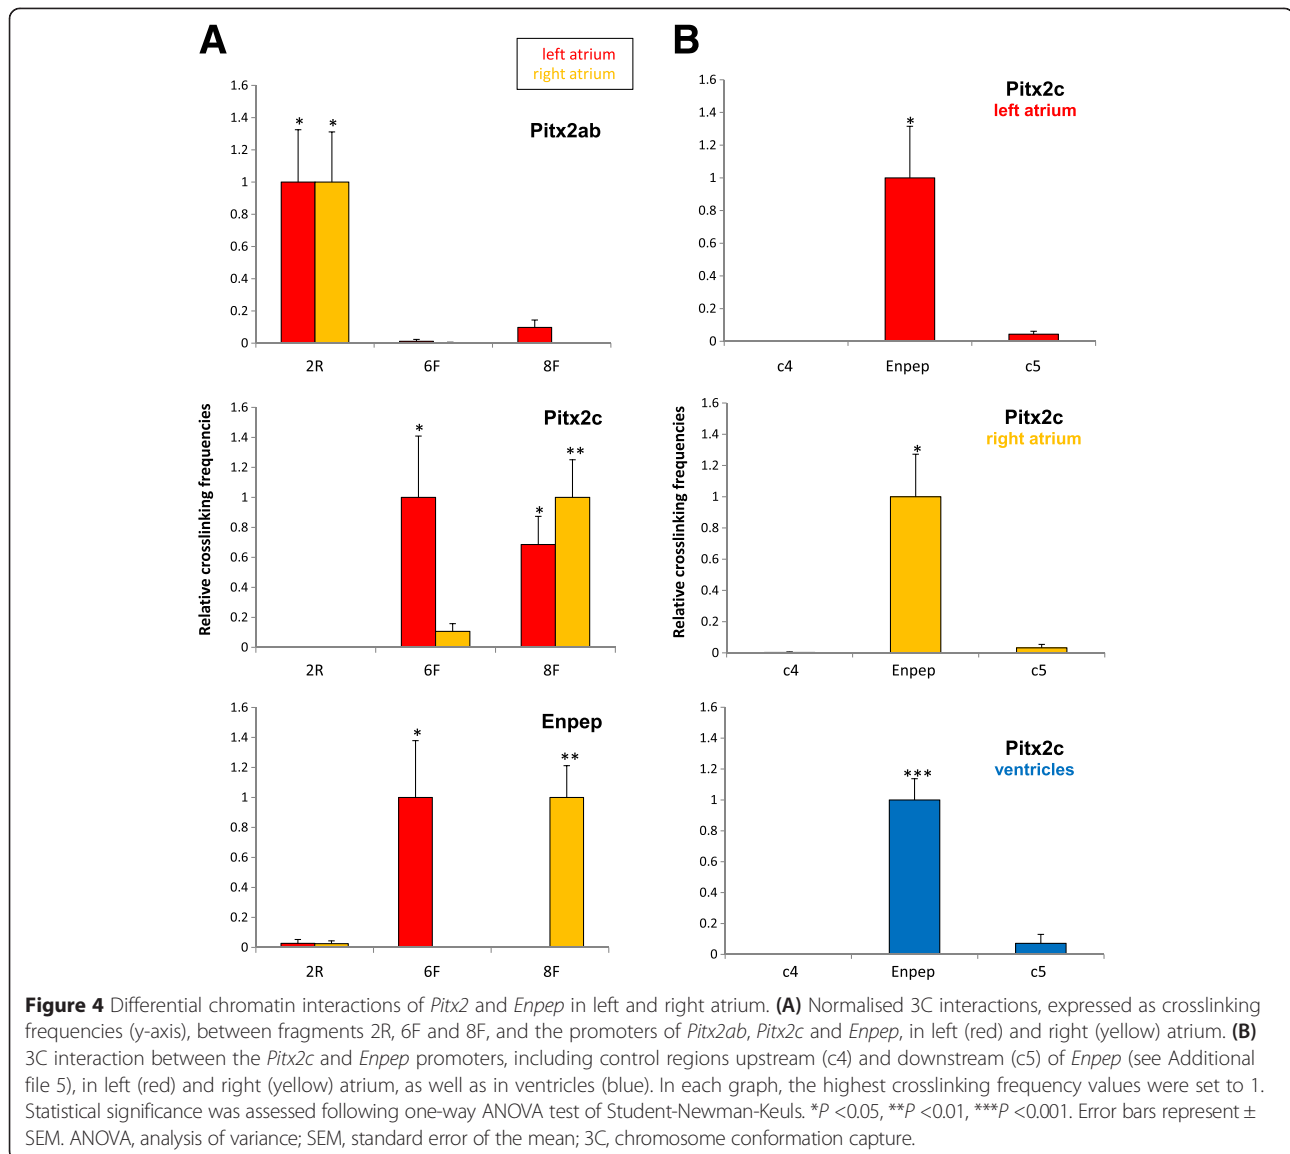 A
left atrium
right atrium
Pitx2ab
1.6
1.4
1.2
1
0.8
0.6
0.4
0.2
0
* *
2R 6F 8F
Relative crosslinking frequencies
Pitx2c
1.6
1.4
1.2
1
0.8
0.6
0.4
0.2
0
* * **
2R 6F 8F
Enpep
1.6
1.4
1.2
1
0.8
0.6
0.4
0.2
0
* **
2R 6F 8F
B
Pitx2c
left atrium
1.6
1.4
1.2
1
0.8
0.6
0.4
0.2
0
*
c4 Enpep c5
Relative crosslinking frequencies
Pitx2c
right atrium
1.6
1.4
1.2
1
0.8
0.6
0.4
0.2
0
*
c4 Enpep c5
Pitx2c
ventricles
1.6
1.4
1.2
1
0.8
0.6
0.4
0.2
0
***
c4 Enpep c5
Figure 4 Differential chromatin interactions of Pitx2 and Enpep in left and right atrium. (A) Normalised 3C interactions, expressed as crosslinking
frequencies (y-axis), between fragments 2R, 6F and 8F, and the promoters of Pitx2ab, Pitx2c and Enpep, in left (red) and right (yellow) atrium. (B)
3C interaction between the Pitx2c and Enpep promoters, including control regions upstream (c4) and downstream (c5) of Enpep (see Additional
file 5), in left (red) and right (yellow) atrium, as well as in ventricles (blue). In each graph, the highest crosslinking frequency values were set to 1.
Statistical significance was assessed following one-way ANOVA test of Student-Newman-Keuls. *P <0.05, **P <0.01, ***P <0.001. Error bars represent ±
SEM. ANOVA, analysis of variance; SEM, standard error of the mean; 3C, chromosome conformation capture.